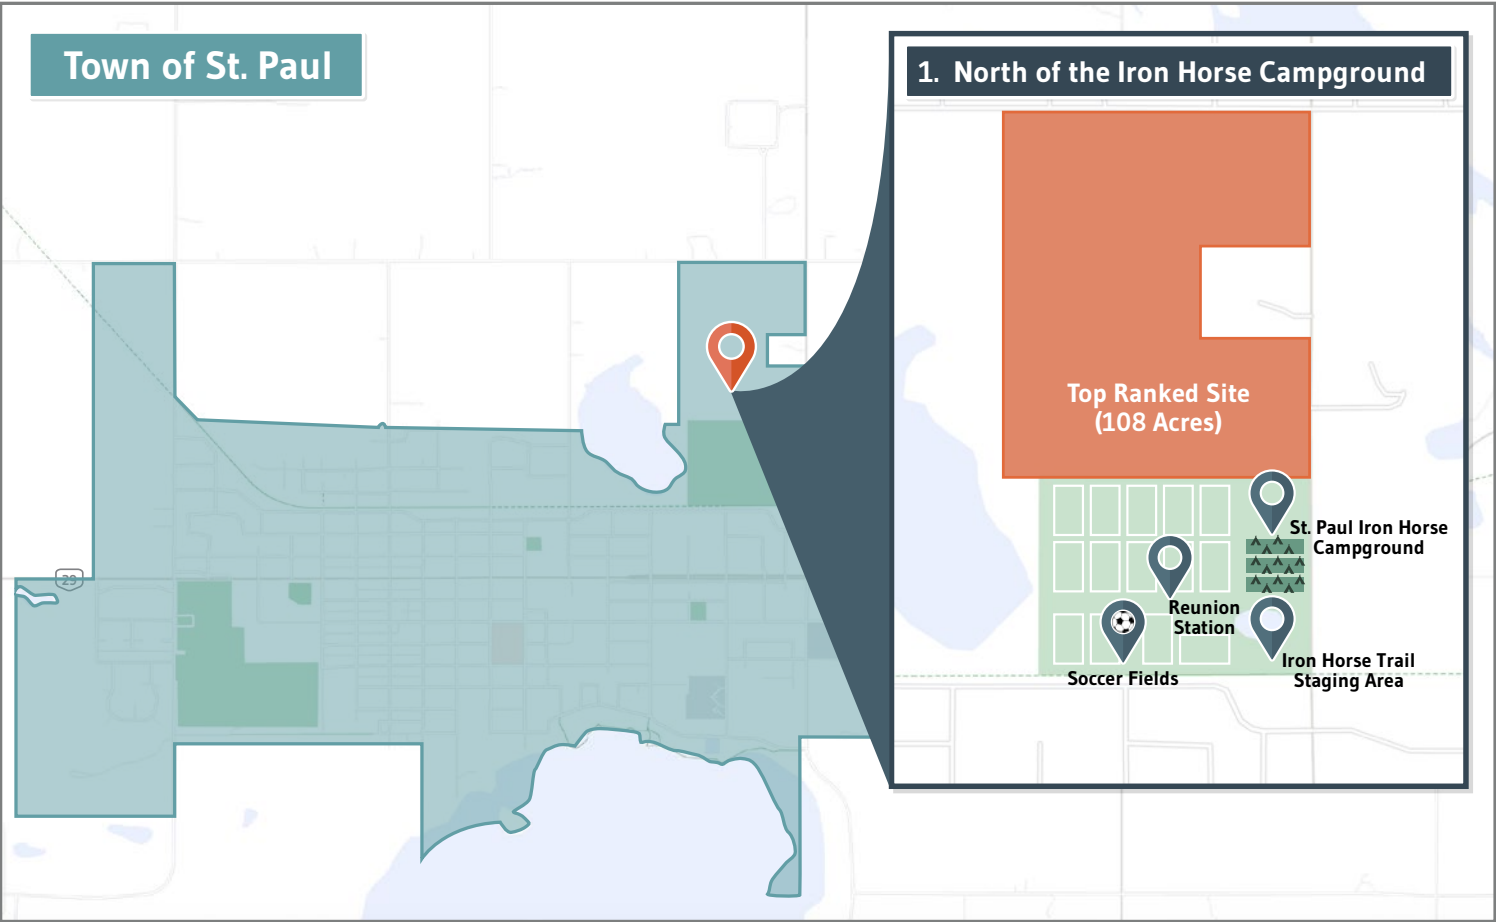 Town of St. Paul
1. North of the Iron Horse Campground
Top Ranked Site
(108 Acres)
St. Paul Iron Horse
Campground
Reunion
Station
Soccer Fields
Iron Horse Trail
Staging Area
29